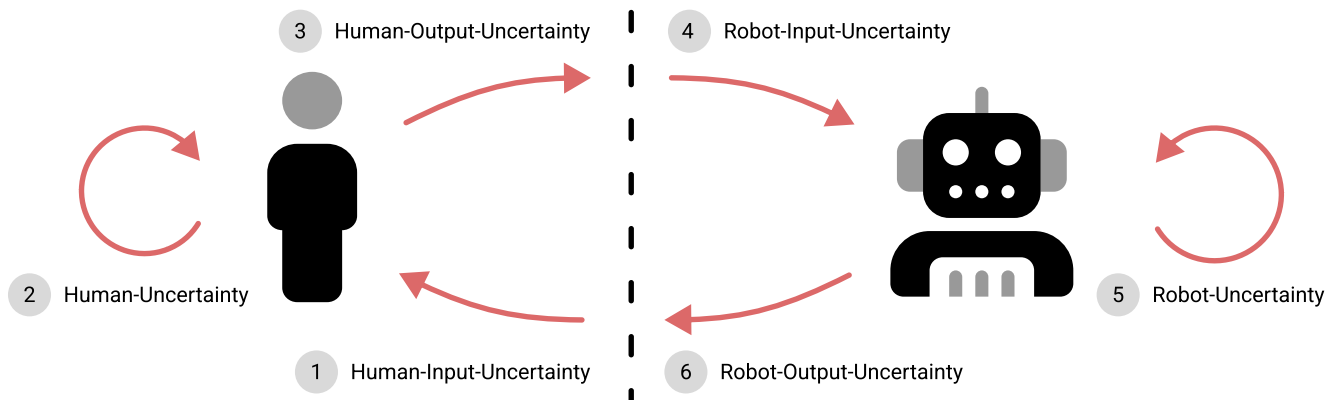 3 Human-Output-Uncertainty
4 Robot-Input-Uncertainty
2 Human-Uncertainty
5 Robot-Uncertainty
1 Human-Input-Uncertainty
6 Robot-Output-Uncertainty